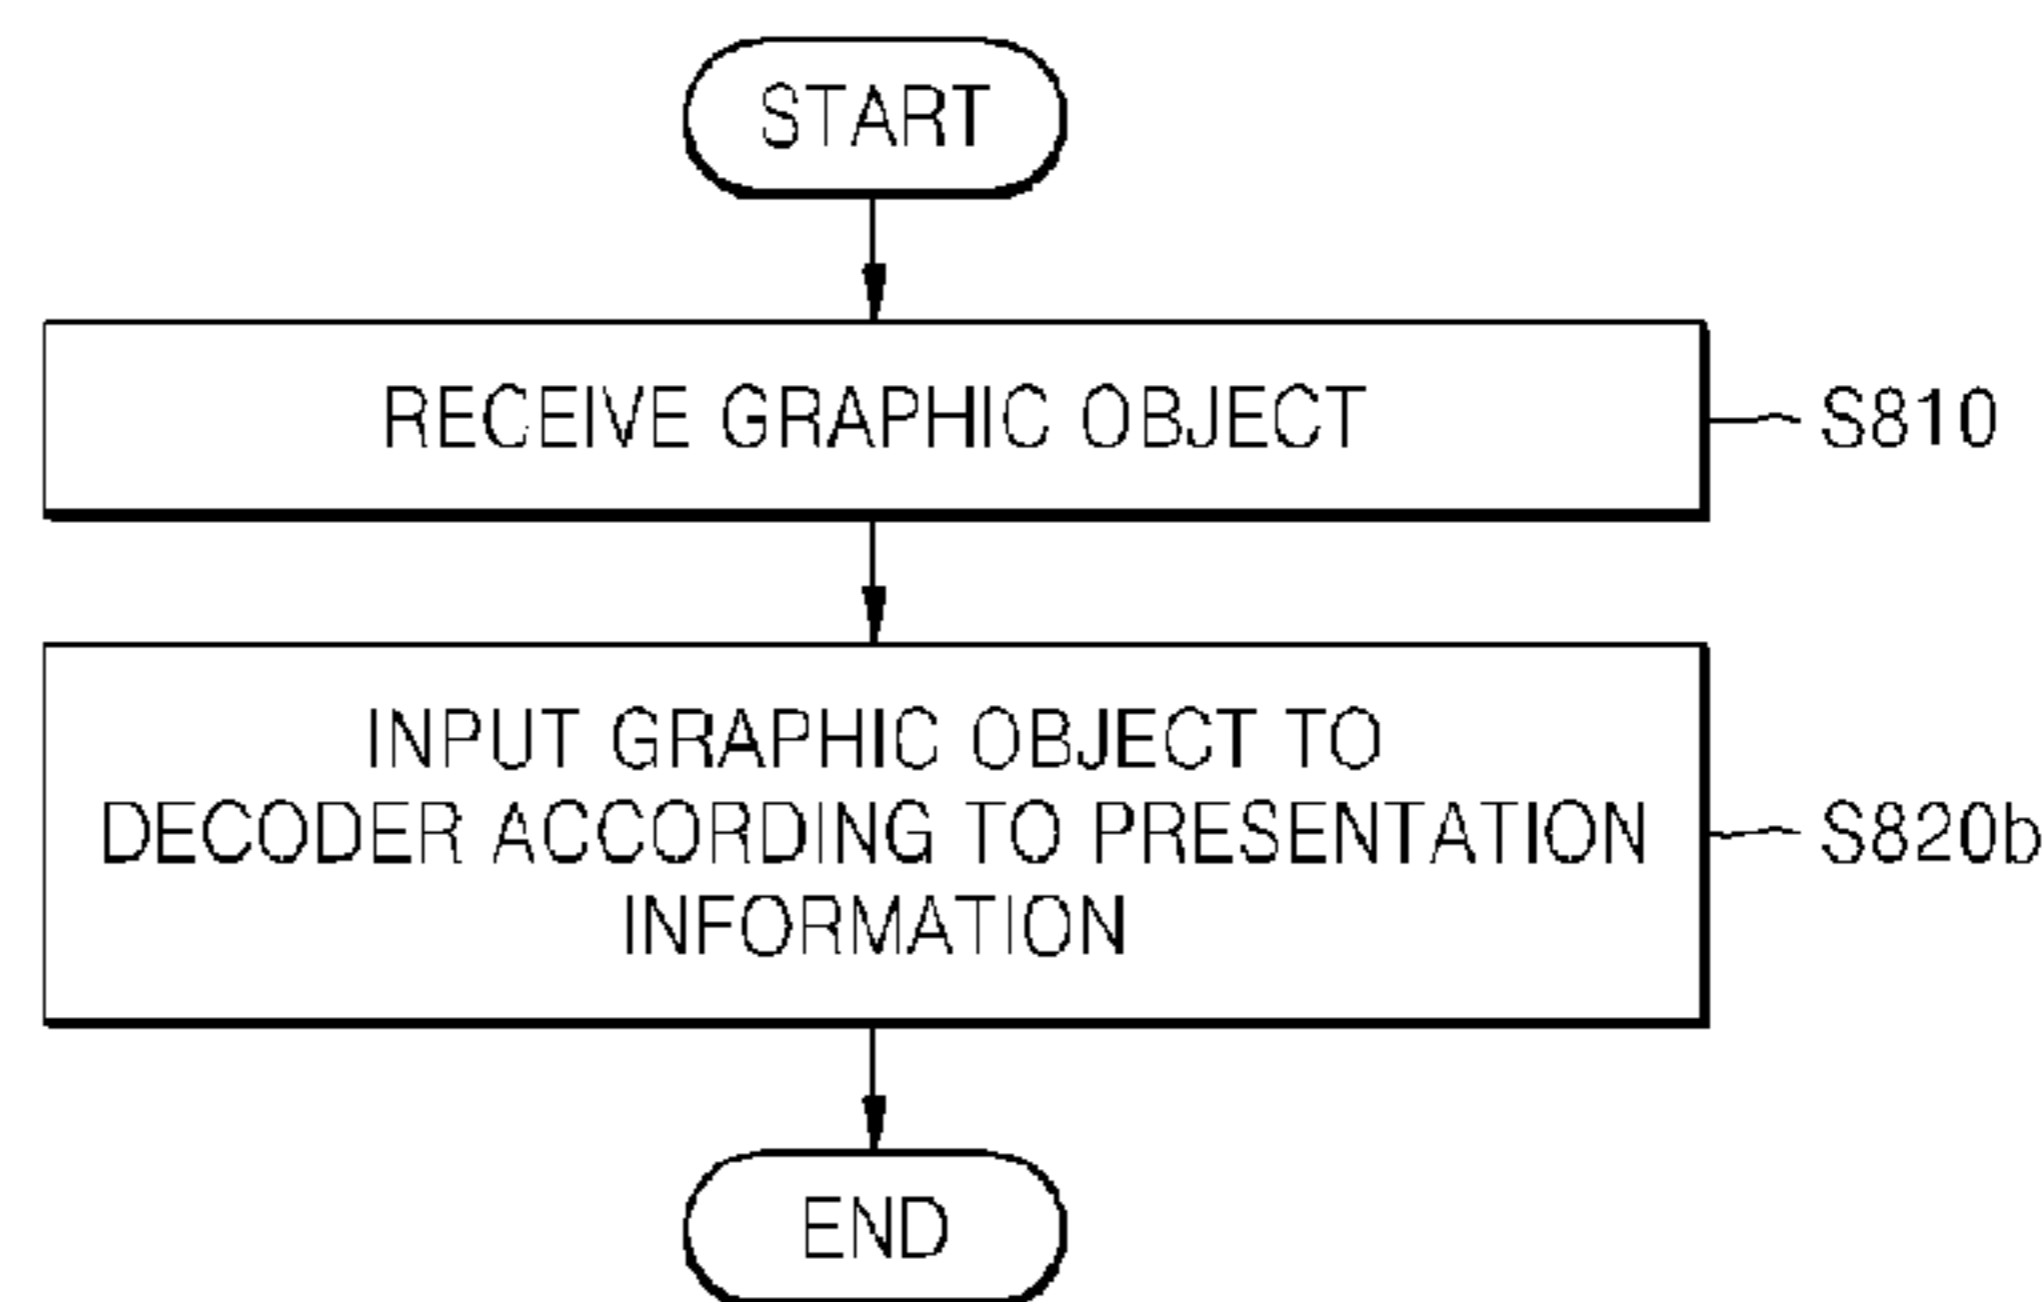 START
RECEIVE GRAPHIC OBJECT
S810
INPUT GRAPHIC OBJECT TO
DECODER ACCORDING TO PRESENTATION
INFORMATION
S820b
END